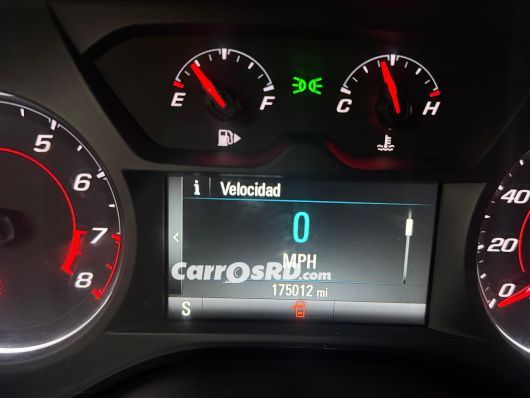 E F C H
5
6
7
8
i Velocidad
0
MPH
CARROSRD.com
175012 mi
S
40
20
0